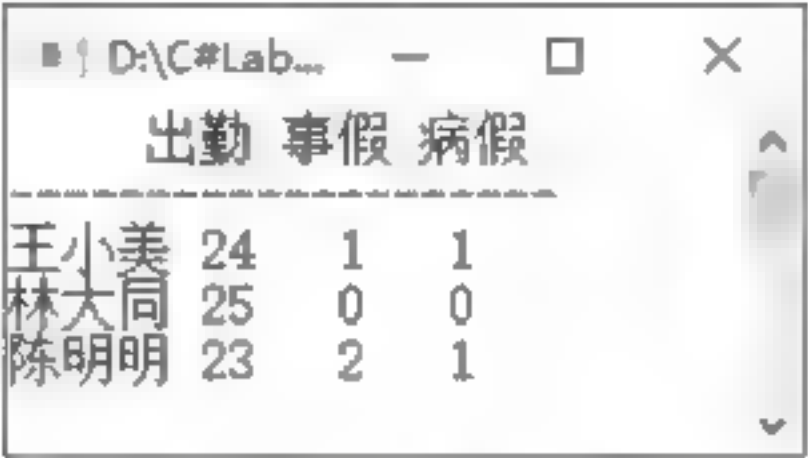 D:\C#Lab...
出勤 事假 病假
--------------------
王小美 24 1 1
林大同 25 0 0
陈明明 23 2 1